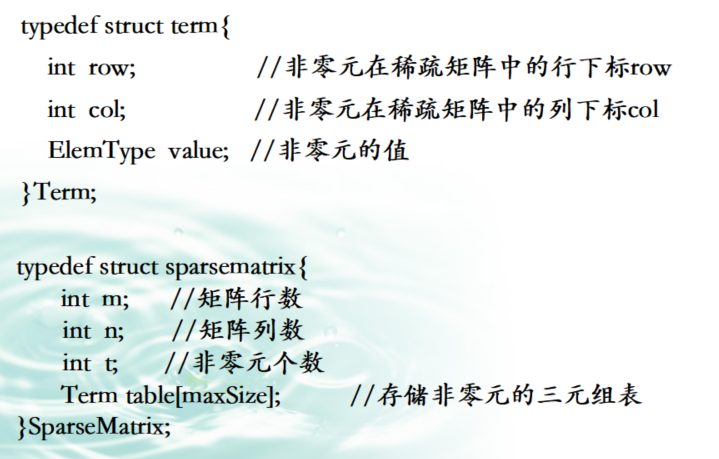 typedef struct term{
int row; //非零元在稀疏矩阵中的行下标row
int col; //非零元在稀疏矩阵中的列下标col
ElemType value; //非零元的值
}Term;
typedef struct sparsematrix{
int m; //矩阵行数
int n; //矩阵列数
int t; //非零元个数
Term table[maxSize]; //存储非零元的三元组表
}SparseMatrix;